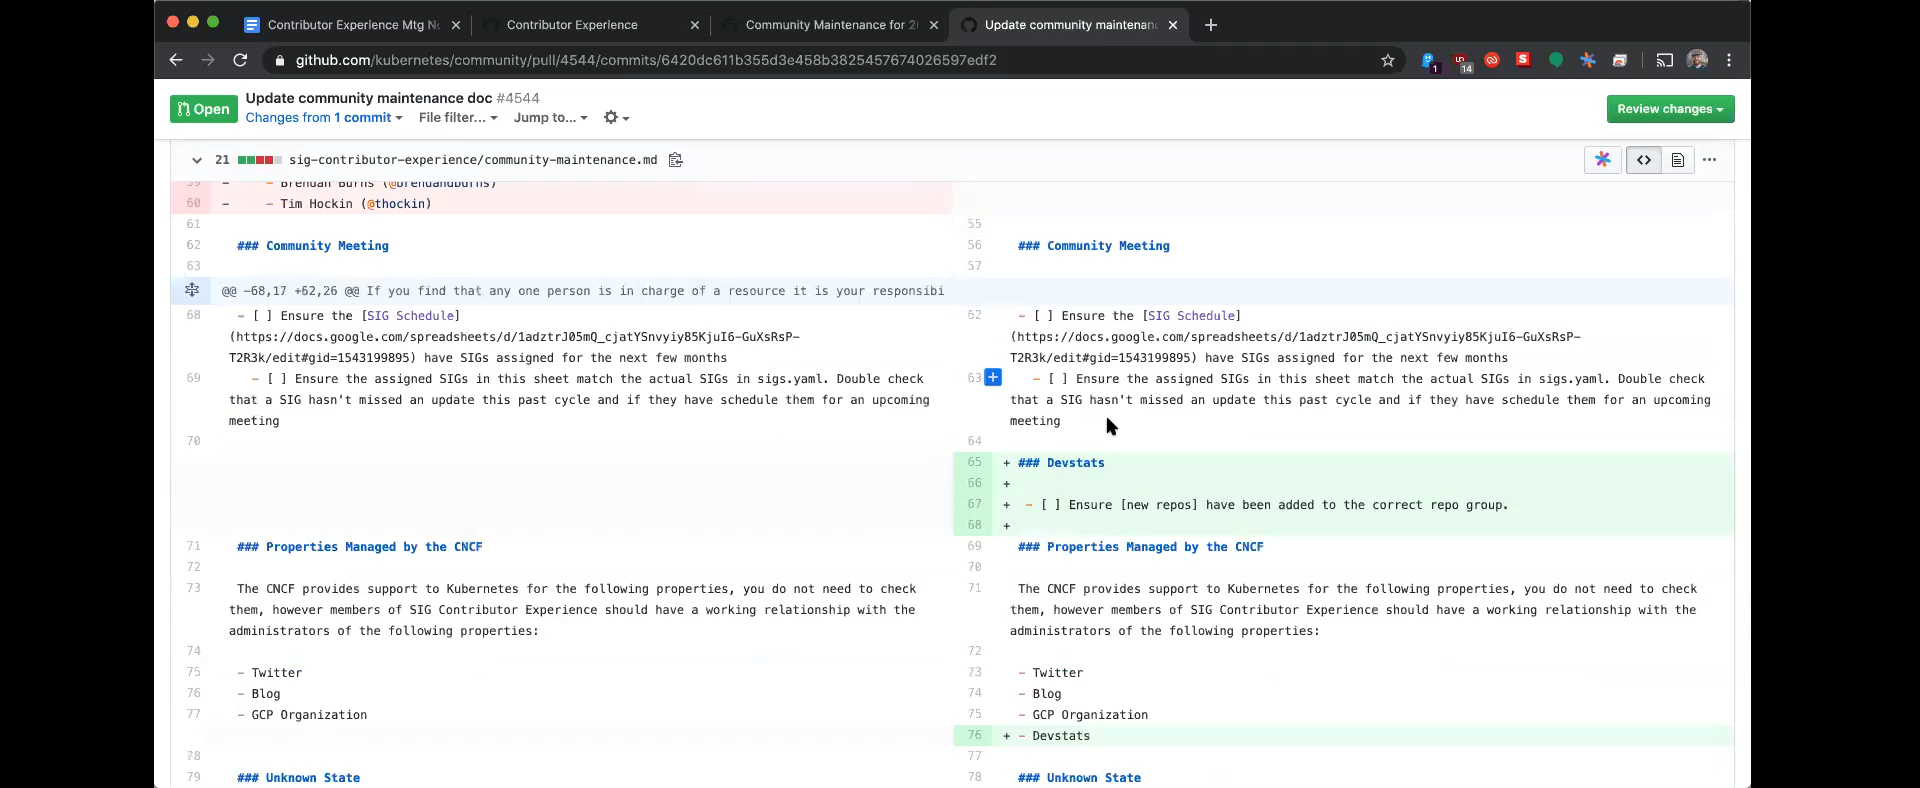 Contributor Experience Mtg No
Contributor Experience
Community Maintenance for 20
Update community maintenanc
github.com/kubernetes/community/pull/4544/commits/6420dc611b355d3e458b3825457674026597edf2
1
14
Open
Update community maintenance doc #4544
Changes from 1 commit
File filter...
Jump to...
Review changes
21 sig-contributor-experience/community-maintenance.md
59 - - Brendan Burns (@brendandburns)
60 - - Tim Hockin (@thockin)
61
55
62 ### Community Meeting
56 ### Community Meeting
63
57
@@ -68,17 +62,26 @@ If you find that any one person is in charge of a resource it is your responsibi
68 - [ ] Ensure the [SIG Schedule]
(https://docs.google.com/spreadsheets/d/1adztrJ05mQ_cjatYSnvyiy85KjuI6-GuXsRsP-
T2R3k/edit#gid=1543199895) have SIGs assigned for the next few months
69 - [ ] Ensure the assigned SIGs in this sheet match the actual SIGs in sigs.yaml. Double check
that a SIG hasn't missed an update this past cycle and if they have schedule them for an upcoming
meeting
70
71 ### Properties Managed by the CNCF
72
73 The CNCF provides support to Kubernetes for the following properties, you do not need to check
them, however members of SIG Contributor Experience should have a working relationship with the
administrators of the following properties:
74
75 - Twitter
76 - Blog
77 - GCP Organization
78
79 ### Unknown State
62 - [ ] Ensure the [SIG Schedule]
(https://docs.google.com/spreadsheets/d/1adztrJ05mQ_cjatYSnvyiy85KjuI6-GuXsRsP-
T2R3k/edit#gid=1543199895) have SIGs assigned for the next few months
63 - [ ] Ensure the assigned SIGs in this sheet match the actual SIGs in sigs.yaml. Double check
that a SIG hasn't missed an update this past cycle and if they have schedule them for an upcoming
meeting
64
65 + ### Devstats
66 +
67 + - [ ] Ensure [new repos] have been added to the correct repo group.
68 +
69 ### Properties Managed by the CNCF
70
71 The CNCF provides support to Kubernetes for the following properties, you do not need to check
them, however members of SIG Contributor Experience should have a working relationship with the
administrators of the following properties:
72
73 - Twitter
74 - Blog
75 - GCP Organization
76 + - Devstats
77
78 ### Unknown State